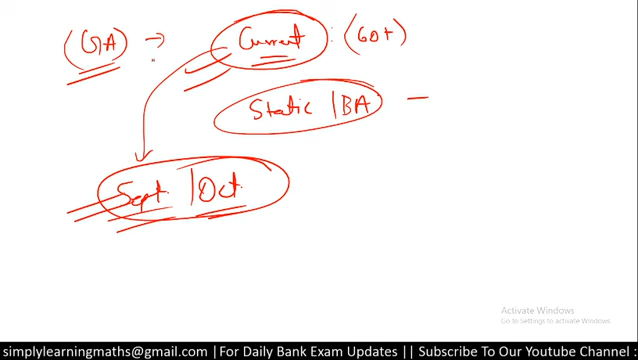 (GA) → Current : (60+)
Static | BA —
Sept | Oct
Activate Windows
Go to Settings to activate Windows.
simplylearningmaths@gmail.com |For Daily Bank Exam Updates || Subscribe To Our Youtube Channel :